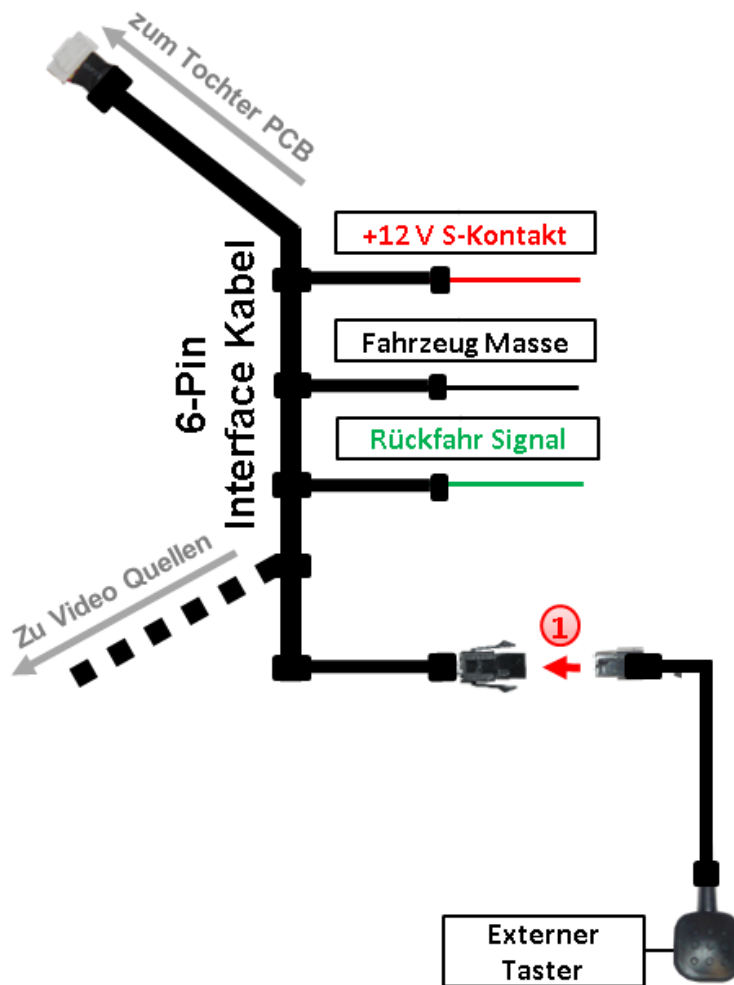 zum Tochter PCB
+12 V S-Kontakt
Fahrzeug Masse
Rückfahr Signal
6-Pin
Interface Kabel
Zu Video Quellen
1
Externer
Taster